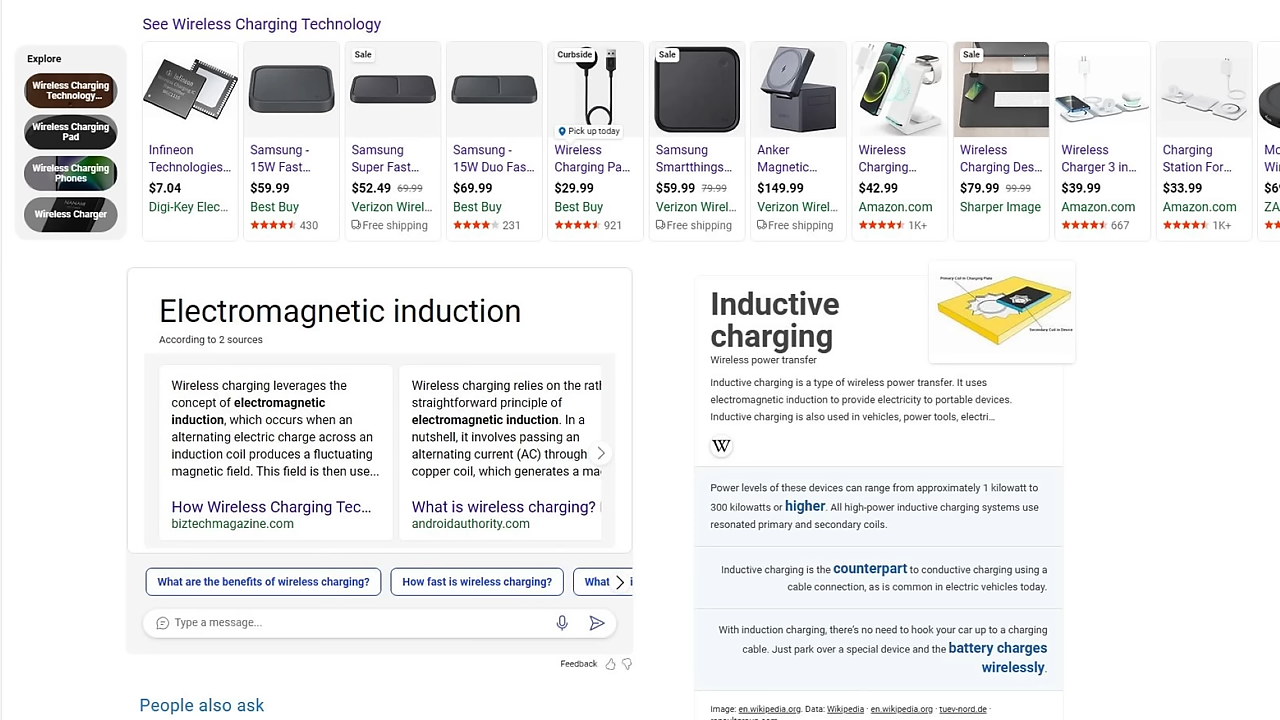 See Wireless Charging Technology
Explore
Wireless Charging
Technology...
Wireless Charging
Pad
Wireless Charging
Phones
Wireless Charger
Infineon
Technologies...
$7.04
Digi-Key Elec...
Samsung -
15W Fast...
$59.99
Best Buy
430
Sale
Samsung
Super Fast...
$52.49 69.99
Verizon Wirel...
Free shipping
Samsung -
15W Duo Fas...
$69.99
Best Buy
231
Curbside
Pick up today
Wireless
Charging Pa...
$29.99
Best Buy
921
Sale
Samsung
Smartthings...
$59.99 79.99
Verizon Wirel...
Free shipping
Anker
Magnetic...
$149.99
Verizon Wirel...
Free shipping
Wireless
Charging...
$42.99
Amazon.com
1K+
Sale
Wireless
Charging Des...
$79.99 99.99
Sharper Image
Wireless
Charger 3 in...
$39.99
Amazon.com
667
Charging
Station For...
$33.99
Amazon.com
1K+
Electromagnetic induction
According to 2 sources
Wireless charging leverages the
concept of electromagnetic
induction, which occurs when an
alternating electric charge across an
induction coil produces a fluctuating
magnetic field. This field is then use...
How Wireless Charging Tec...
biztechmagazine.com
Wireless charging relies on the rath
straightforward principle of
electromagnetic induction. In a
nutshell, it involves passing an
alternating current (AC) through
copper coil, which generates a ma
What is wireless charging?
androidauthority.com
What are the benefits of wireless charging?
How fast is wireless charging?
What
Type a message...
Feedback
People also ask
Inductive
charging
Wireless power transfer
Primary Coil in Charging Plate
Secondary Coil in Device
Inductive charging is a type of wireless power transfer. It uses
electromagnetic induction to provide electricity to portable devices.
Inductive charging is also used in vehicles, power tools, electri...
W
Power levels of these devices can range from approximately 1 kilowatt to
300 kilowatts or higher. All high-power inductive charging systems use
resonated primary and secondary coils.
Inductive charging is the counterpart to conductive charging using a
cable connection, as is common in electric vehicles today.
With induction charging, there's no need to hook your car up to a charging
cable. Just park over a special device and the battery charges
wirelessly.
Image: en.wikipedia.org. Data: Wikipedia · en.wikipedia.org · tuev-nord.de ·